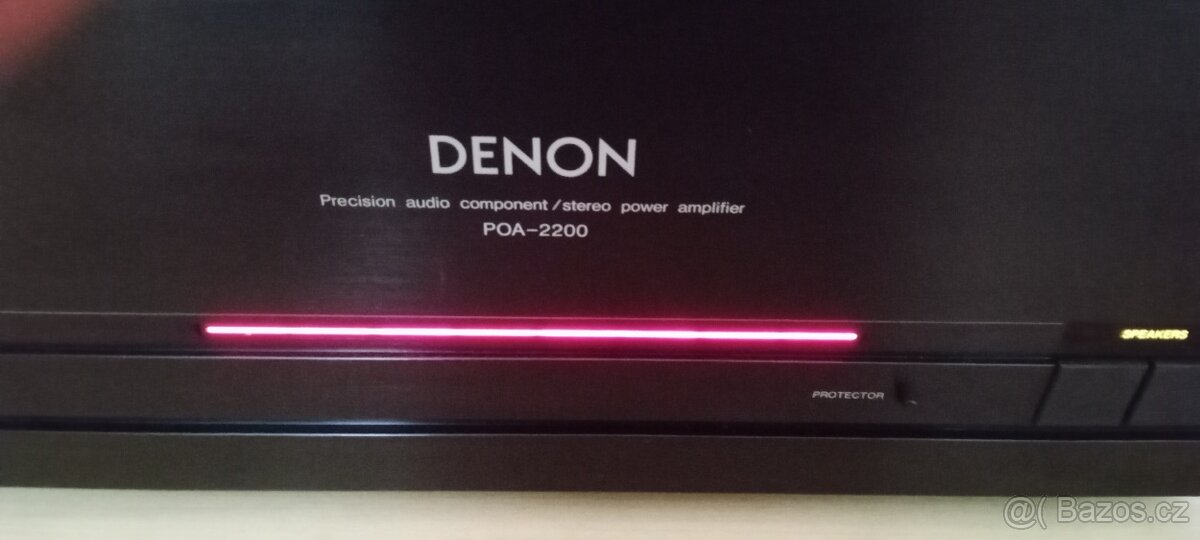 DENON
Precision audio component/stereo power amplifier
POA-2200
SPEAKERS
PROTECTOR
@( Bazos.cz